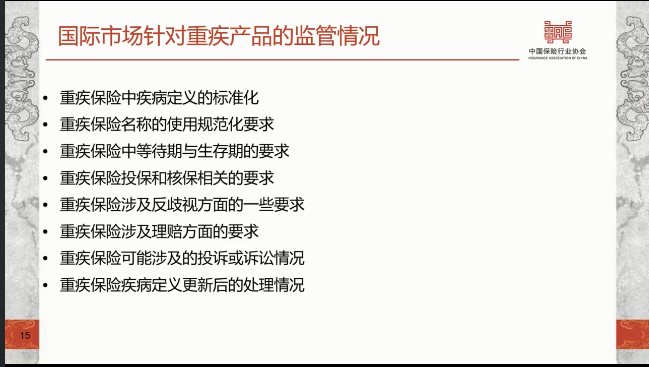 国际市场针对重疾产品的监管情况
中国保险行业协会
INSURANCE ASSOCIATION OF CHINA
• 重疾保险中疾病定义的标准化
• 重疾保险名称的使用规范化要求
• 重疾保险中等待期与生存期的要求
• 重疾保险投保和核保相关的要求
• 重疾保险涉及反歧视方面的一些要求
• 重疾保险涉及理赔方面的要求
• 重疾保险可能涉及的投诉或诉讼情况
• 重疾保险疾病定义更新后的处理情况
15